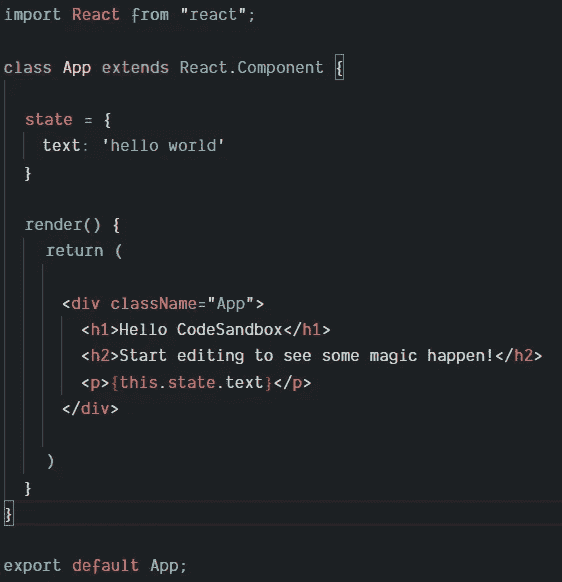 import React from "react";
class App extends React.Component {
state = {
text: 'hello world'
}
render() {
return (
<div className="App">
<h1>Hello CodeSandbox</h1>
<h2>Start editing to see some magic happen!</h2>
<p>{this.state.text}</p>
</div>
)
}
}
export default App;